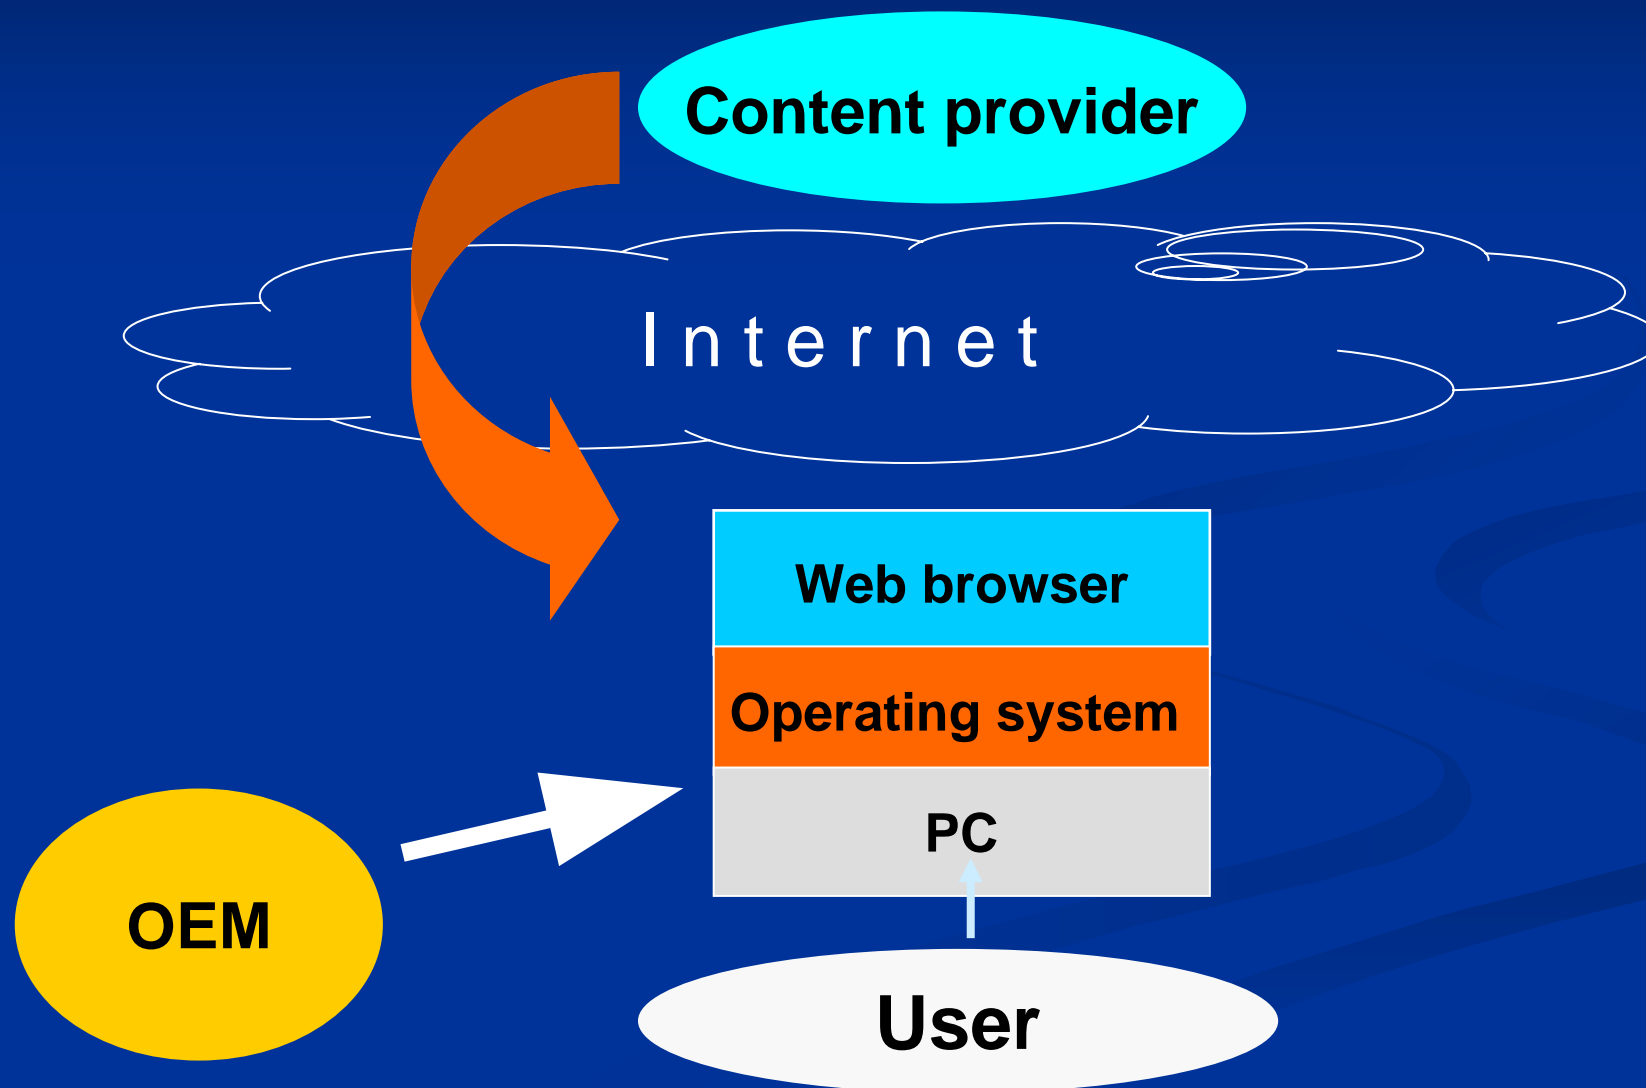 Content provider
Internet
Web browser
Operating system
PC
OEM
User